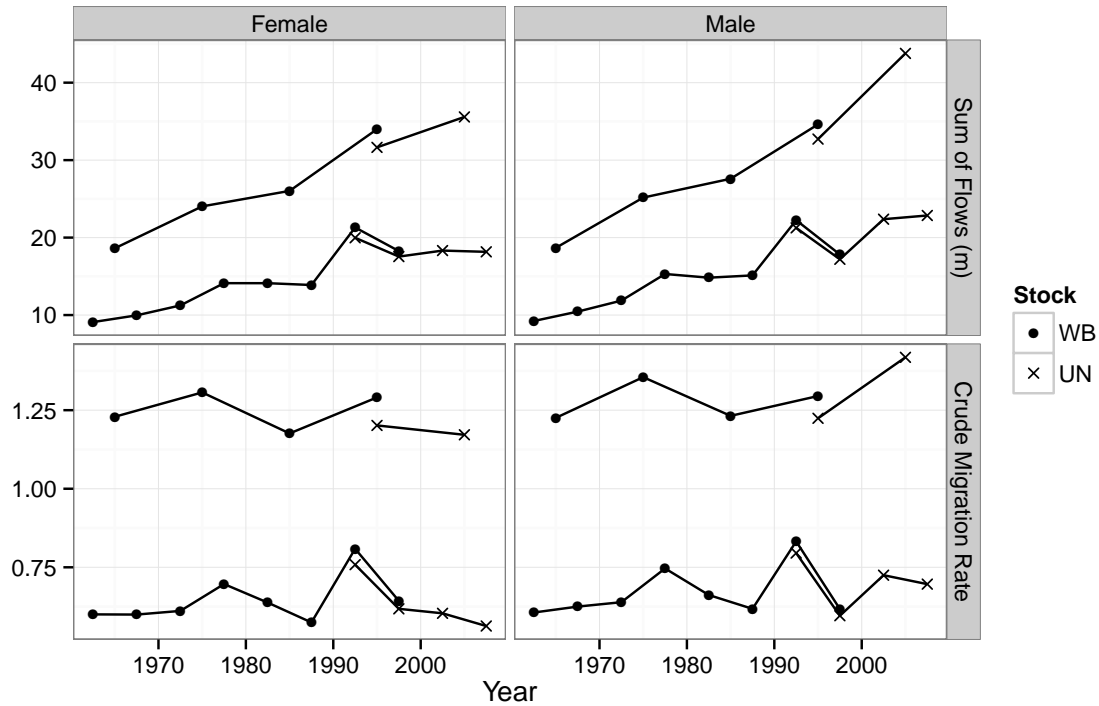 Female Male
40
30
20
10
Sum of Flows (m)
1.25
1.00
0.75
Crude Migration Rate
1970 1980 1990 2000 1970 1980 1990 2000
Year
Stock
WB
UN